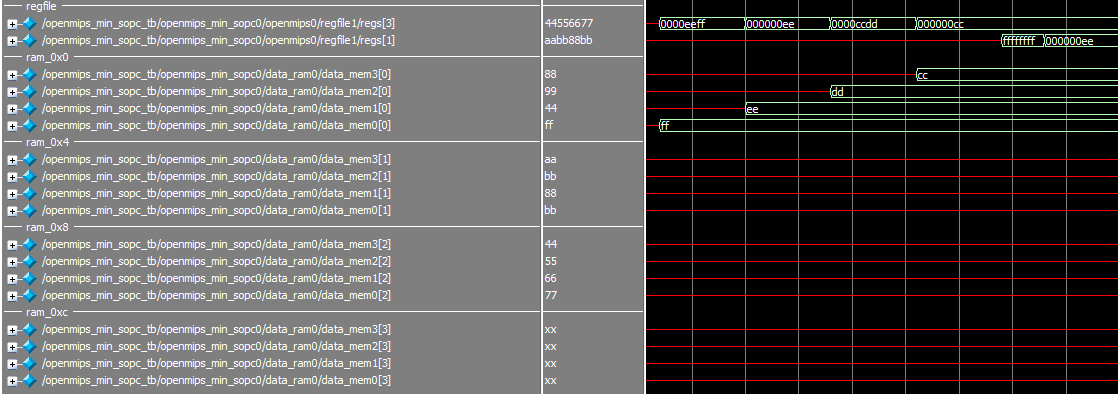 regfile
/openmips_min_sopc_tb/openmips_min_sopc0/openmips0/regfile1/regs[3] 44556677 0000eeff 000000ee 0000ccdd 000000cc
/openmips_min_sopc_tb/openmips_min_sopc0/openmips0/regfile1/regs[1] aabb88bb ffffffff 000000ee
ram_0x0
/openmips_min_sopc_tb/openmips_min_sopc0/data_ram0/data_mem3[0] 88 cc
/openmips_min_sopc_tb/openmips_min_sopc0/data_ram0/data_mem2[0] 99 dd
/openmips_min_sopc_tb/openmips_min_sopc0/data_ram0/data_mem1[0] 44 ee
/openmips_min_sopc_tb/openmips_min_sopc0/data_ram0/data_mem0[0] ff ff
ram_0x4
/openmips_min_sopc_tb/openmips_min_sopc0/data_ram0/data_mem3[1] aa
/openmips_min_sopc_tb/openmips_min_sopc0/data_ram0/data_mem2[1] bb
/openmips_min_sopc_tb/openmips_min_sopc0/data_ram0/data_mem1[1] 88
/openmips_min_sopc_tb/openmips_min_sopc0/data_ram0/data_mem0[1] bb
ram_0x8
/openmips_min_sopc_tb/openmips_min_sopc0/data_ram0/data_mem3[2] 44
/openmips_min_sopc_tb/openmips_min_sopc0/data_ram0/data_mem2[2] 55
/openmips_min_sopc_tb/openmips_min_sopc0/data_ram0/data_mem1[2] 66
/openmips_min_sopc_tb/openmips_min_sopc0/data_ram0/data_mem0[2] 77
ram_0xc
/openmips_min_sopc_tb/openmips_min_sopc0/data_ram0/data_mem3[3] xx
/openmips_min_sopc_tb/openmips_min_sopc0/data_ram0/data_mem2[3] xx
/openmips_min_sopc_tb/openmips_min_sopc0/data_ram0/data_mem1[3] xx
/openmips_min_sopc_tb/openmips_min_sopc0/data_ram0/data_mem0[3] xx